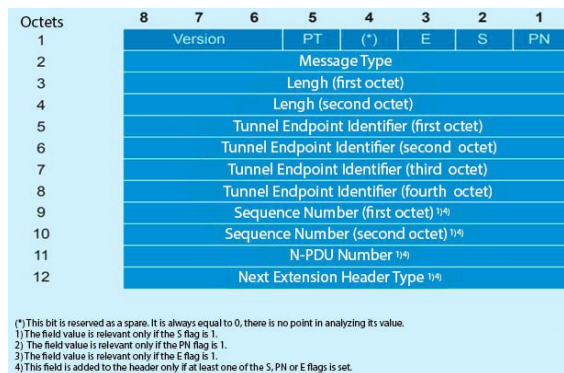 Octets 8 7 6 5 4 3 2 1
1 Version PT (*) E S PN
2 Message Type
3 Lengh (first octet)
4 Lengh (second octet)
5 Tunnel Endpoint Identifier (first octet)
6 Tunnel Endpoint Identifier (second octet)
7 Tunnel Endpoint Identifier (third octet)
8 Tunnel Endpoint Identifier (fourth octet)
9 Sequence Number (first octet) 1)4)
10 Sequence Number (second octet) 1)4)
11 N-PDU Number 1)4)
12 Next Extension Header Type 1)4)
(*) This bit is reserved as a spare. It is always equal to 0, there is no point in analyzing its value.
1) The field value is relevant only if the S flag is 1.
2) The field value is relevant only if the PN flag is 1.
3) The field value is relevant only if the E flag is 1.
4) This field is added to the header only if at least one of the S, PN or E flags is set.